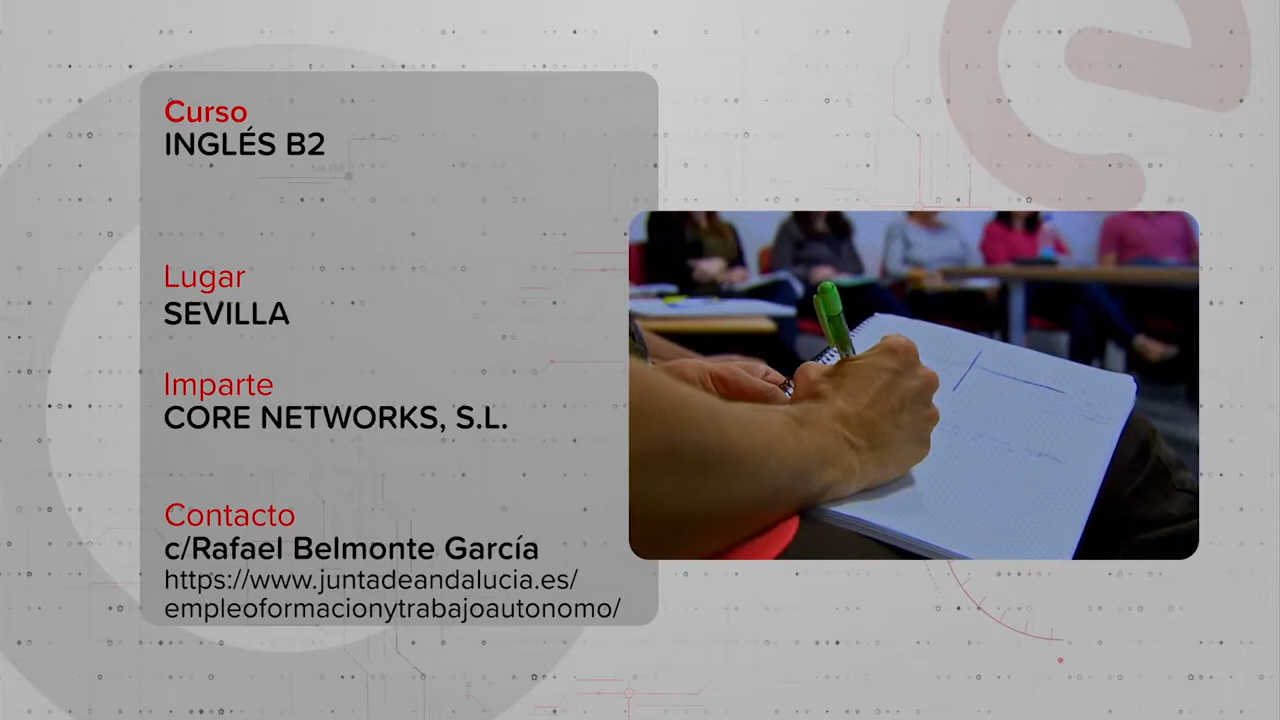 Curso
INGLÉS B2
Lugar
SEVILLA
Imparte
CORE NETWORKS, S.L.
Contacto
c/Rafael Belmonte García
https://www.juntadeandalucia.es/
empleoformacionytrabajoautonomo/